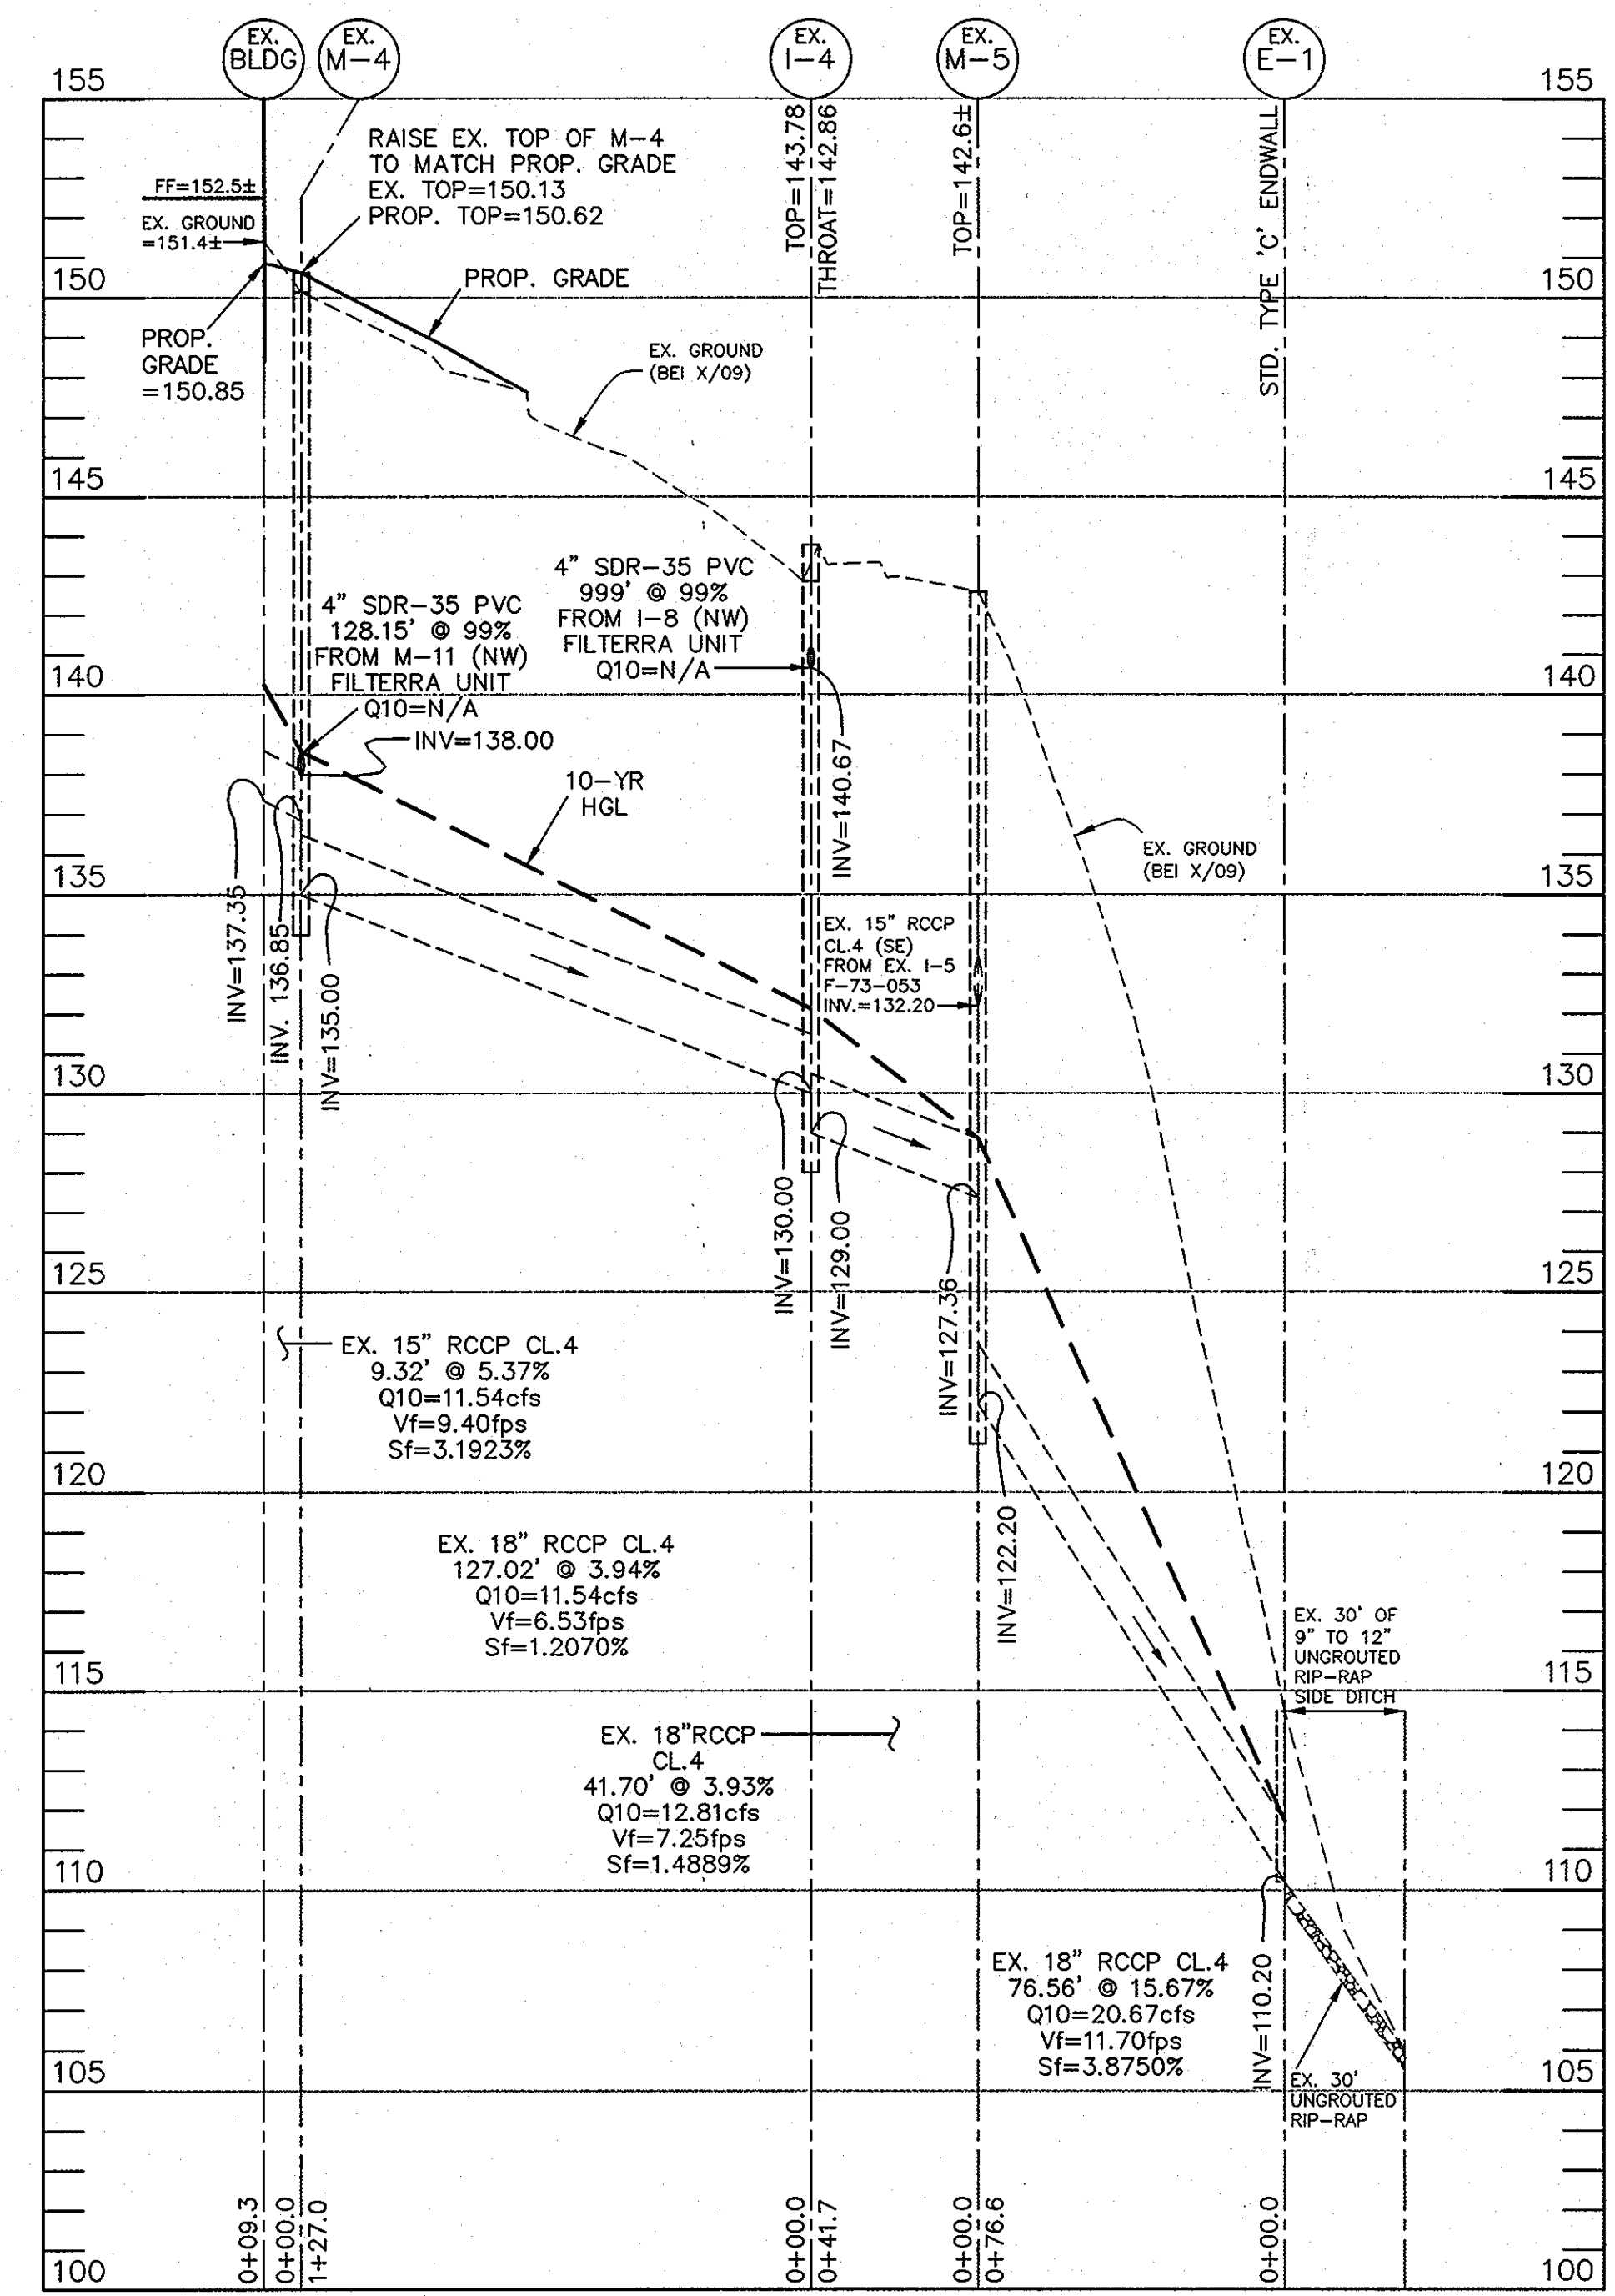 EX.
BLDG
EX.
M-4
EX.
I-4
EX.
M-5
EX.
E-1
155
155
RAISE EX. TOP OF M-4
TO MATCH PROP. GRADE
EX. TOP=150.13
PROP. TOP=150.62
TOP=143.78
THROAT=142.86
TOP=142.6±
STD. TYPE 'C' ENDWALL
FF=152.5±
EX. GROUND
=151.4±
PROP. GRADE
150
150
PROP.
GRADE
=150.85
EX. GROUND
(BEI X/09)
145
145
4" SDR-35 PVC
999' @ 99%
FROM I-8 (NW)
FILTERRA UNIT
Q10=N/A
4" SDR-35 PVC
128.15' @ 99%
FROM M-11 (NW)
FILTERRA UNIT
Q10=N/A
140
140
INV=138.00
10-YR
HGL
INV=140.67
EX. GROUND
(BEI X/09)
135
135
INV=137.35
INV. 136.85
INV=135.00
EX. 15" RCCP
CL.4 (SE)
FROM EX. I-5
F-73-053
INV.=132.20
130
130
INV=130.00
INV=129.00
INV=127.36
125
125
EX. 15" RCCP CL.4
9.32' @ 5.37%
Q10=11.54cfs
Vf=9.40fps
Sf=3.1923%
120
120
INV=122.20
EX. 18" RCCP CL.4
127.02' @ 3.94%
Q10=11.54cfs
Vf=6.53fps
Sf=1.2070%
EX. 30' OF
9" TO 12"
UNGROUTED
RIP-RAP
SIDE DITCH
115
115
EX. 18"RCCP
CL.4
41.70' @ 3.93%
Q10=12.81cfs
Vf=7.25fps
Sf=1.4889%
110
110
EX. 18" RCCP CL.4
76.56' @ 15.67%
Q10=20.67cfs
Vf=11.70fps
Sf=3.8750%
INV=110.20
105
105
EX. 30'
UNGROUTED
RIP-RAP
0+09.3
0+00.0
1+27.0
0+00.0
0+41.7
0+00.0
0+76.6
0+00.0
100
100